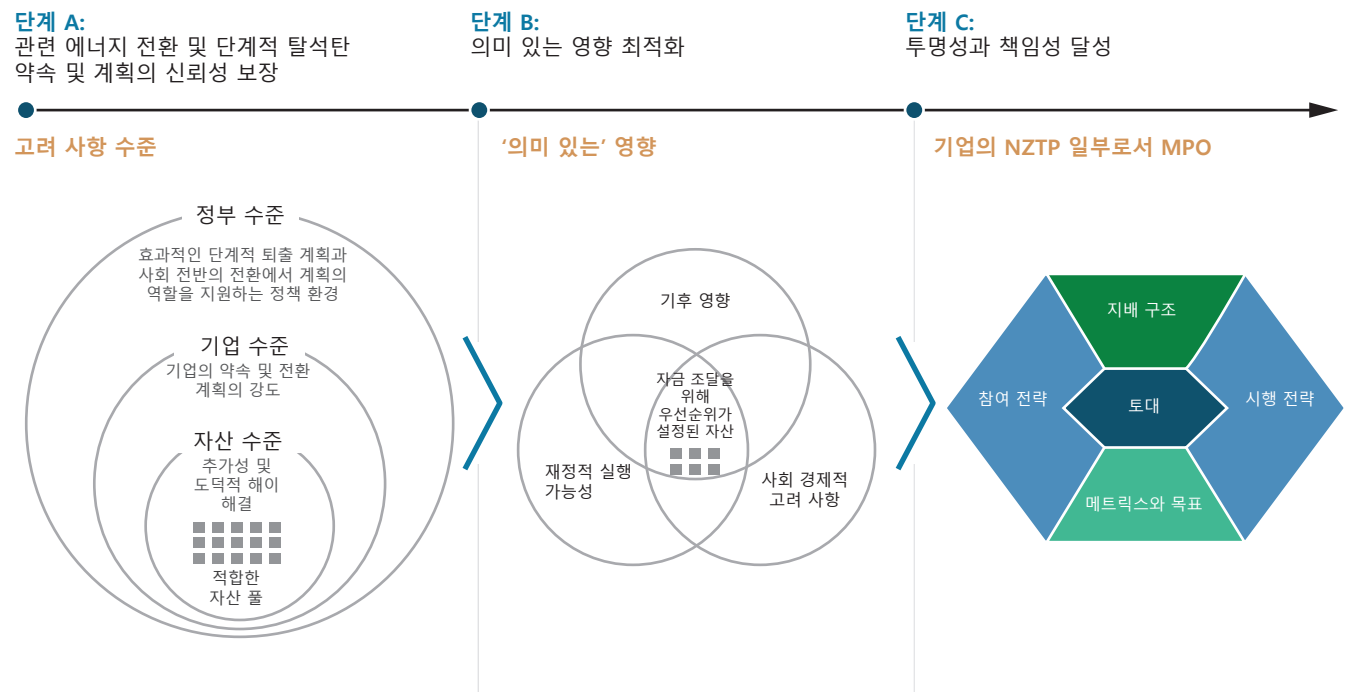 단계 A:
관련 에너지 전환 및 단계적 탈석탄
약속 및 계획의 신뢰성 보장
고려 사항 수준
정부 수준
효과적인 단계적 퇴출 계획과
사회 전반의 전환에서 계획의
역할을 지원하는 정책 환경
기업 수준
기업의 약속 및 전환
계획의 강도
자산 수준
추가성 및
도덕적 해이
해결
적합한
자산 풀
단계 B:
의미 있는 영향 최적화
‘의미 있는’ 영향
기후 영향
자금 조달을
위해
우선순위가
설정된 자산
재정적 실행
가능성
사회 경제적
고려 사항
단계 C:
투명성과 책임성 달성
기업의 NZTP 일부로서 MPO
지배 구조
참여 전략
토대
시행 전략
메트릭스와 목표